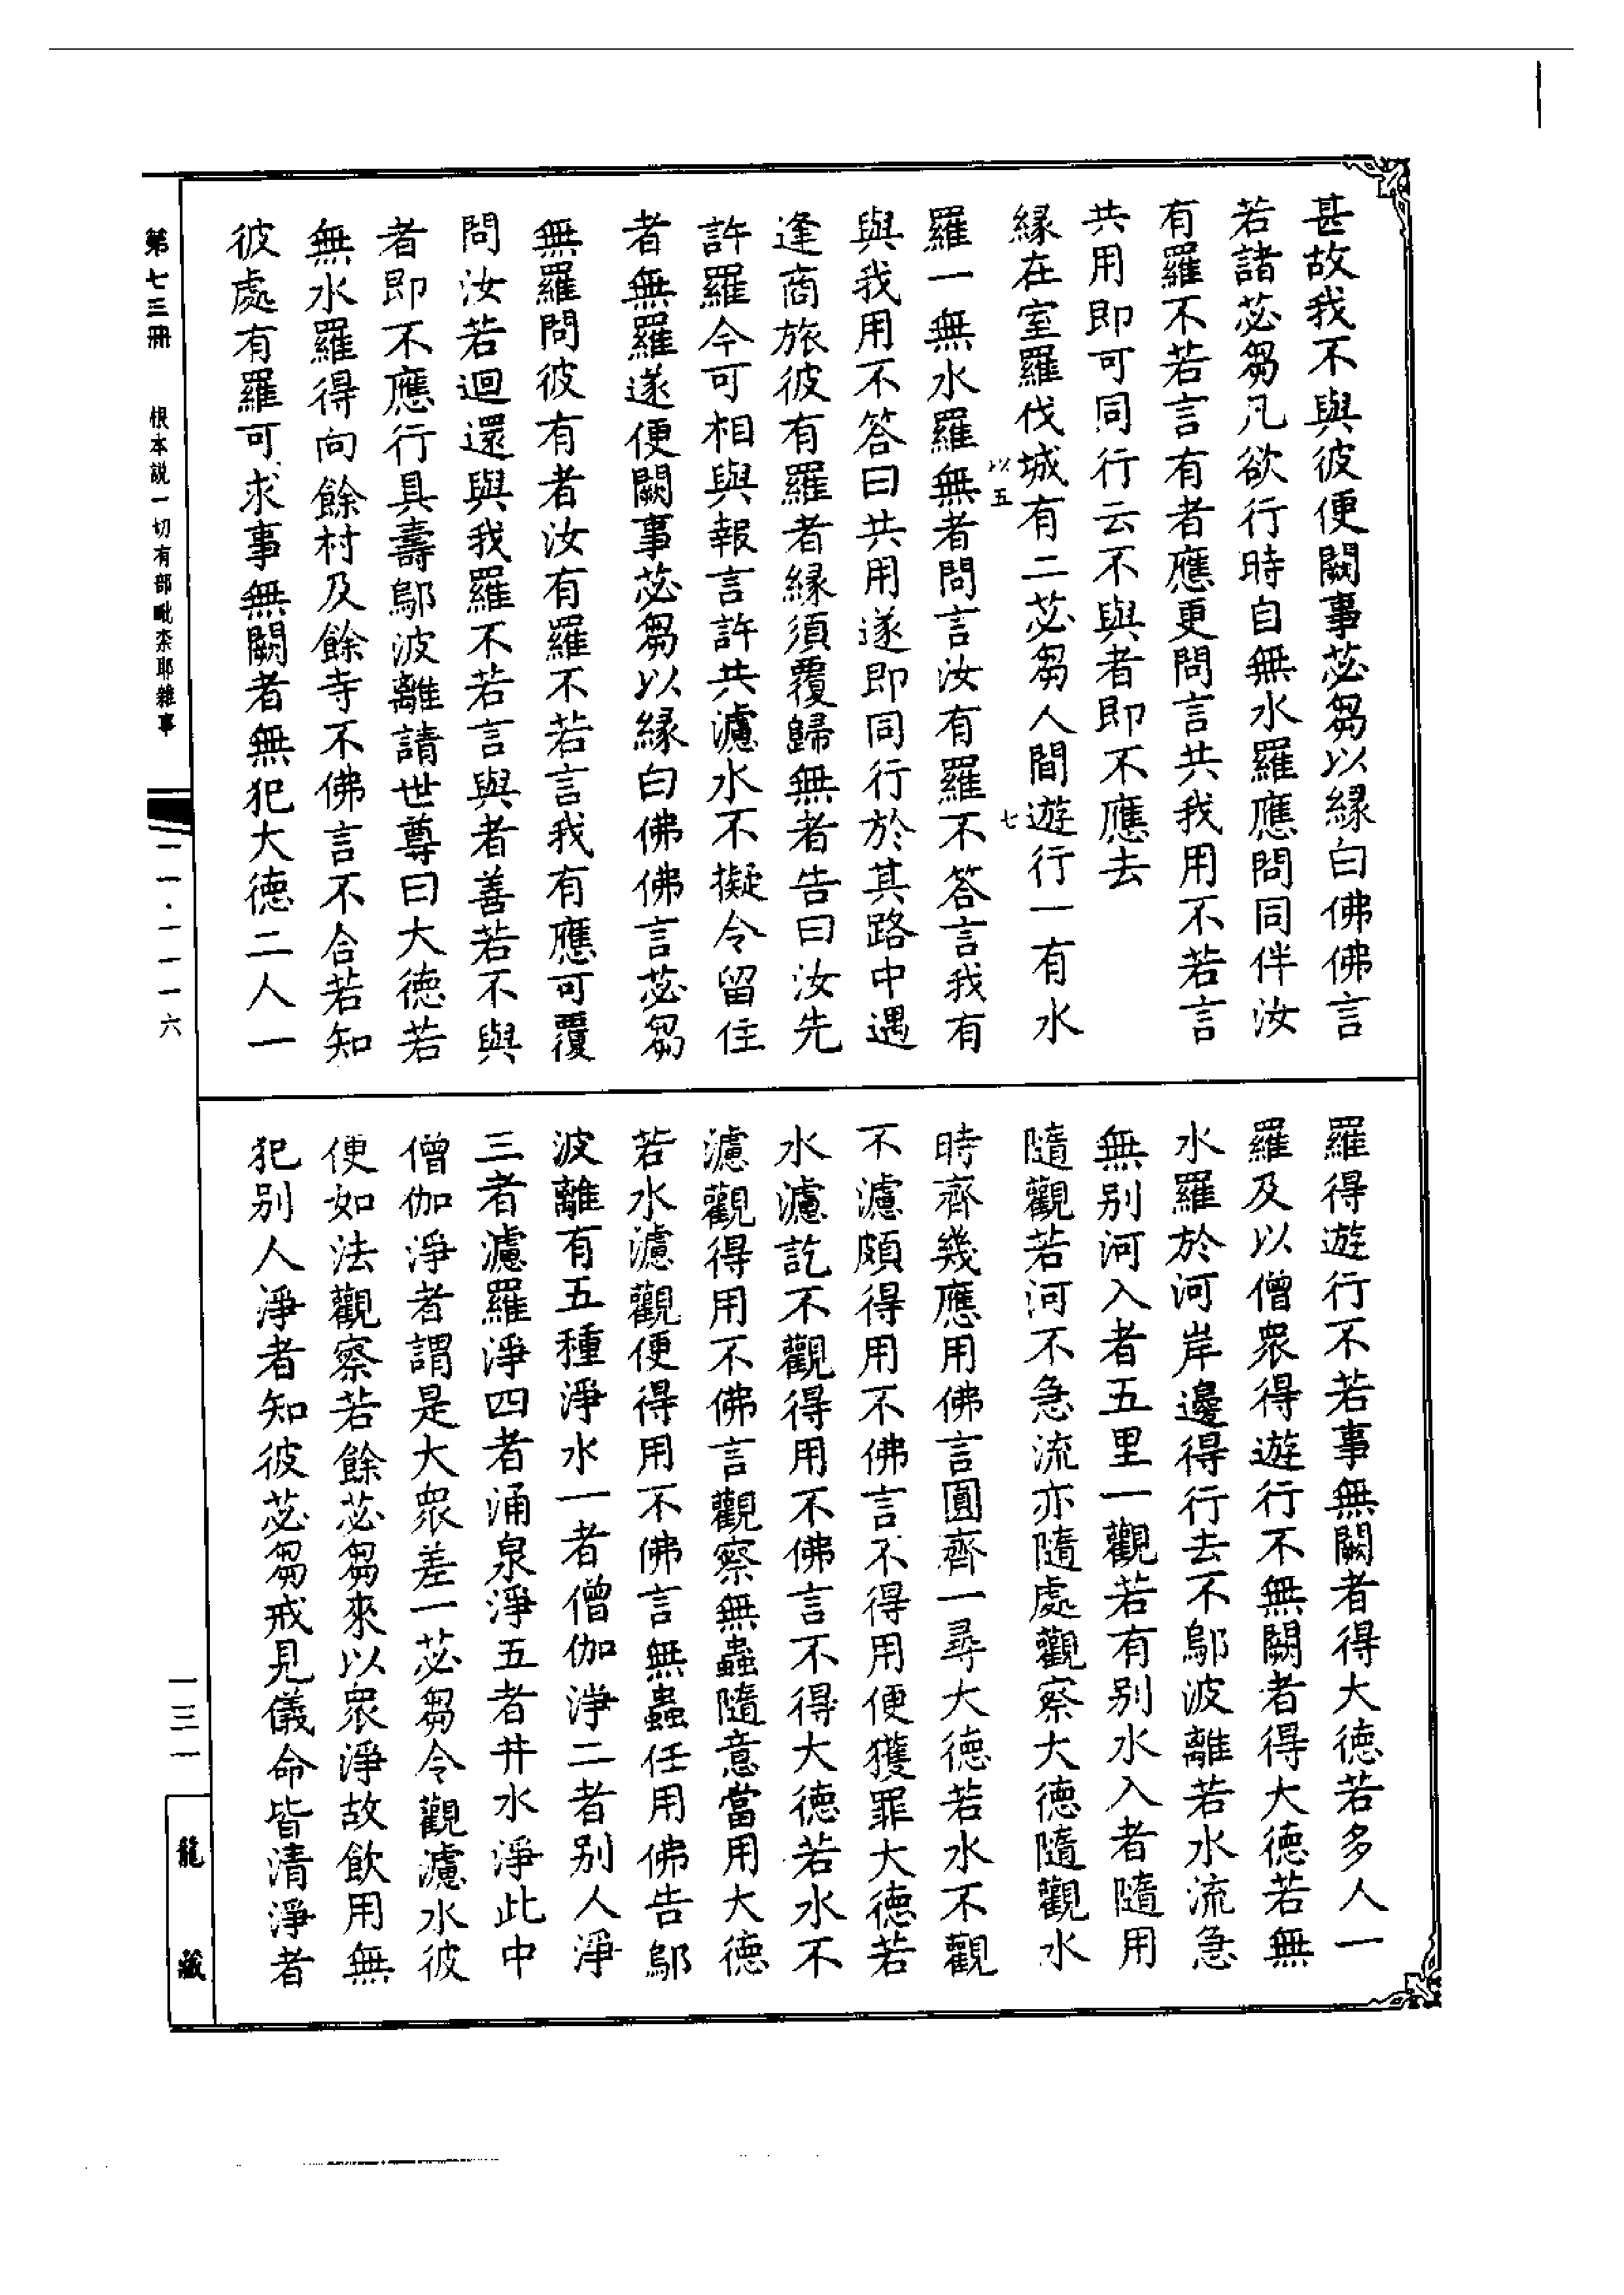 甚故我不與彼便闕事苾芻以緣白佛佛言
若諸苾芻凡欲行時自無水羅應問同伴汝
有羅不若言有者應更問言共我用不若言
共用即可同行云不與者即不應去
緣在室羅伐城有二苾芻人間遊行一有水
以五
七
羅一無水羅羅無者問言汝有羅不答言我有
與我用不答曰共用遂即同行於其路中遇
逢商旅彼有羅者緣須覆歸無者告曰汝先
許羅今可相與報言許共濾水不擬令留住
者無羅遂便闕事苾芻以緣白佛佛言苾芻
無羅問彼有者汝有羅不若言我有應可覆
問汝若迴還與我羅不若言與者善若不與
者即不應行具壽鄔波離請世尊曰大德若
無水羅得向餘村及餘寺不佛言不合若知
彼處有羅可求事無闕者無犯大德二人一
羅得遊行不若事無闕者得大德若多人一
羅及以僧眾得遊行不無闕者得大德若無
水羅於河岸邊得行去不鄔波離若水流急
無別河入者五里一觀若有別水入者隨用
隨觀若河不急流亦隨處觀察大德隨觀水
時齊幾應用佛言圓齊一尋大德若水不觀
不濾頗得用不佛言不得用便獲罪大德若
水濾訖不觀得用不佛言不得大德若水不
濾觀得用不佛言觀察無蟲隨意當用大德
若水濾觀便得用不佛言無蟲任用佛告鄔
波離有五種淨水一者僧伽淨二者別人淨
三者濾羅淨四者涌泉淨五者井水淨此中
僧伽淨者謂是大眾差一苾芻令觀濾水彼
便如法觀察若餘苾芻來以眾淨故飲用無
犯別人淨者知彼苾芻戒見儀命皆清淨者
第七三冊 根本説一切有部毗柰耶雜事
一一·一一一六
一三一
龍藏